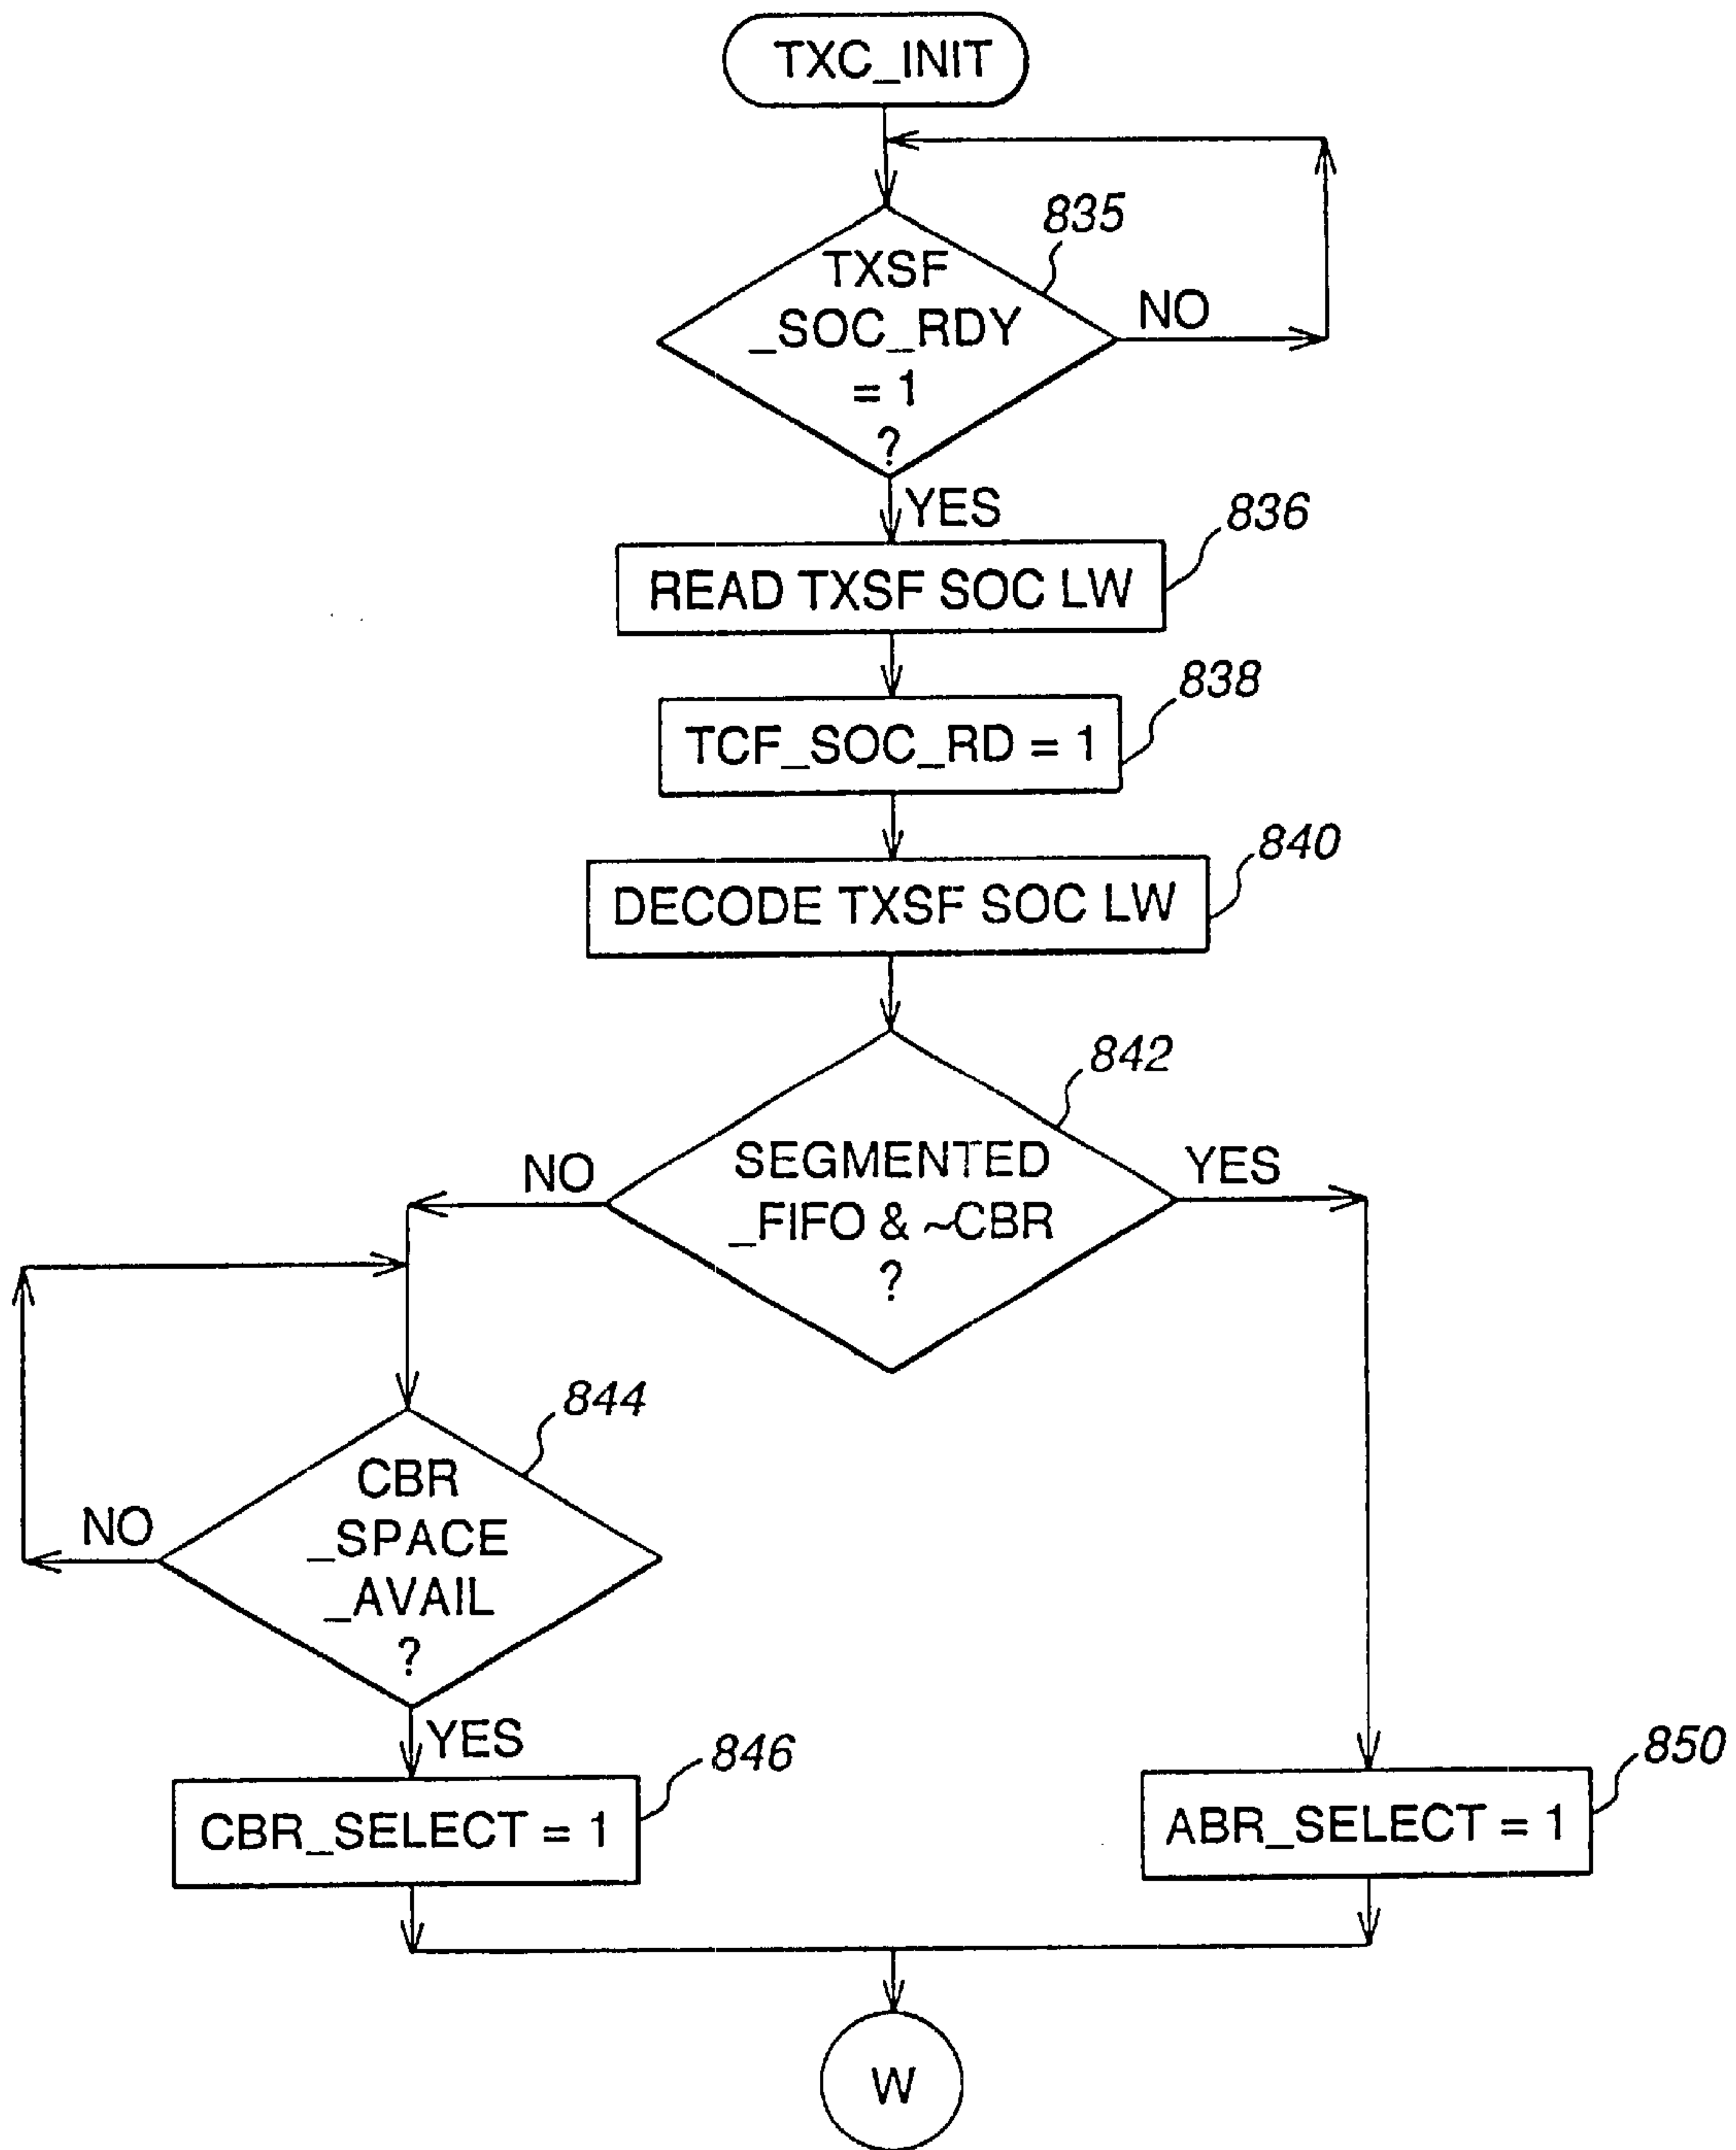 TXC_INIT
835
TXSF
_SOC_RDY
= 1
?
NO
YES
836
READ TXSF SOC LW
838
TCF_SOC_RD = 1
840
DECODE TXSF SOC LW
842
SEGMENTED
_FIFO & ~CBR
?
NO
YES
844
CBR
_SPACE
_AVAIL
?
NO
YES
846
CBR_SELECT = 1
850
ABR_SELECT = 1
W